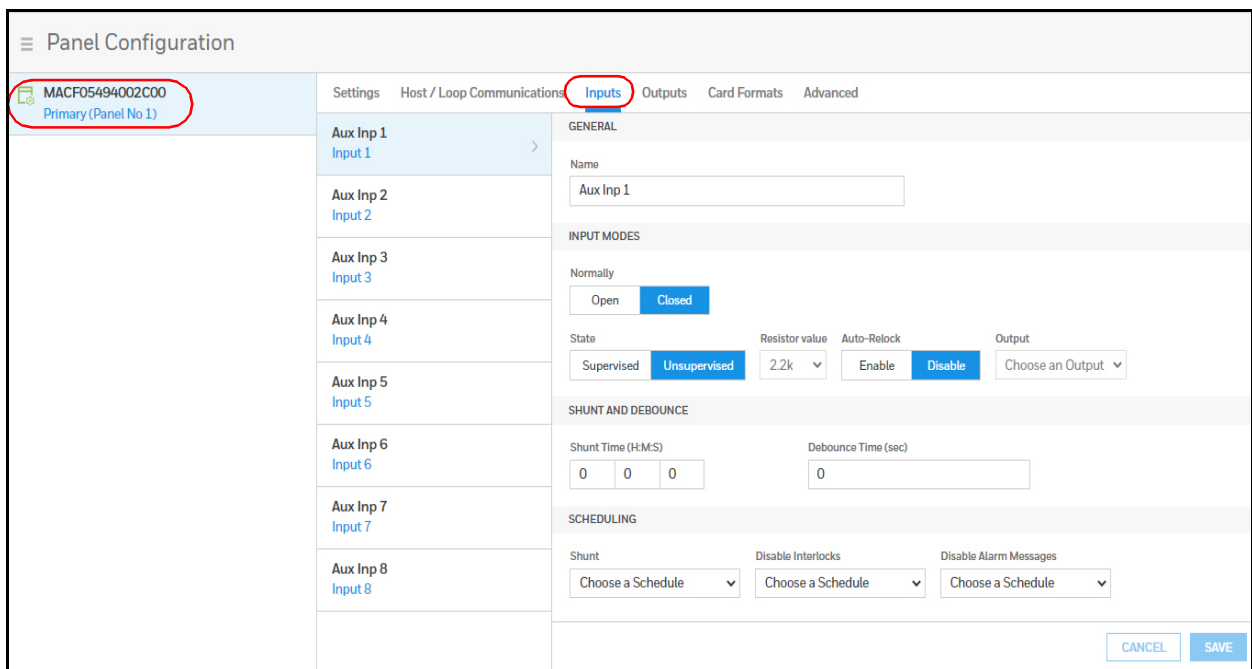 Panel Configuration
MACF05494002C00
Primary (Panel No 1)
Settings Host / Loop Communications Inputs Outputs Card Formats Advanced
Aux Inp 1
Input 1
Aux Inp 2
Input 2
Aux Inp 3
Input 3
Aux Inp 4
Input 4
Aux Inp 5
Input 5
Aux Inp 6
Input 6
Aux Inp 7
Input 7
Aux Inp 8
Input 8
GENERAL
Name
Aux Inp 1
INPUT MODES
Normally
Open Closed
State Resistor value Auto-Relock Output
Supervised Unsupervised 2.2k Enable Disable Choose an Output
SHUNT AND DEBOUNCE
Shunt Time (H:M:S) Debounce Time (sec)
0 0 0 0
SCHEDULING
Shunt Disable Interlocks Disable Alarm Messages
Choose a Schedule Choose a Schedule Choose a Schedule
CANCEL SAVE